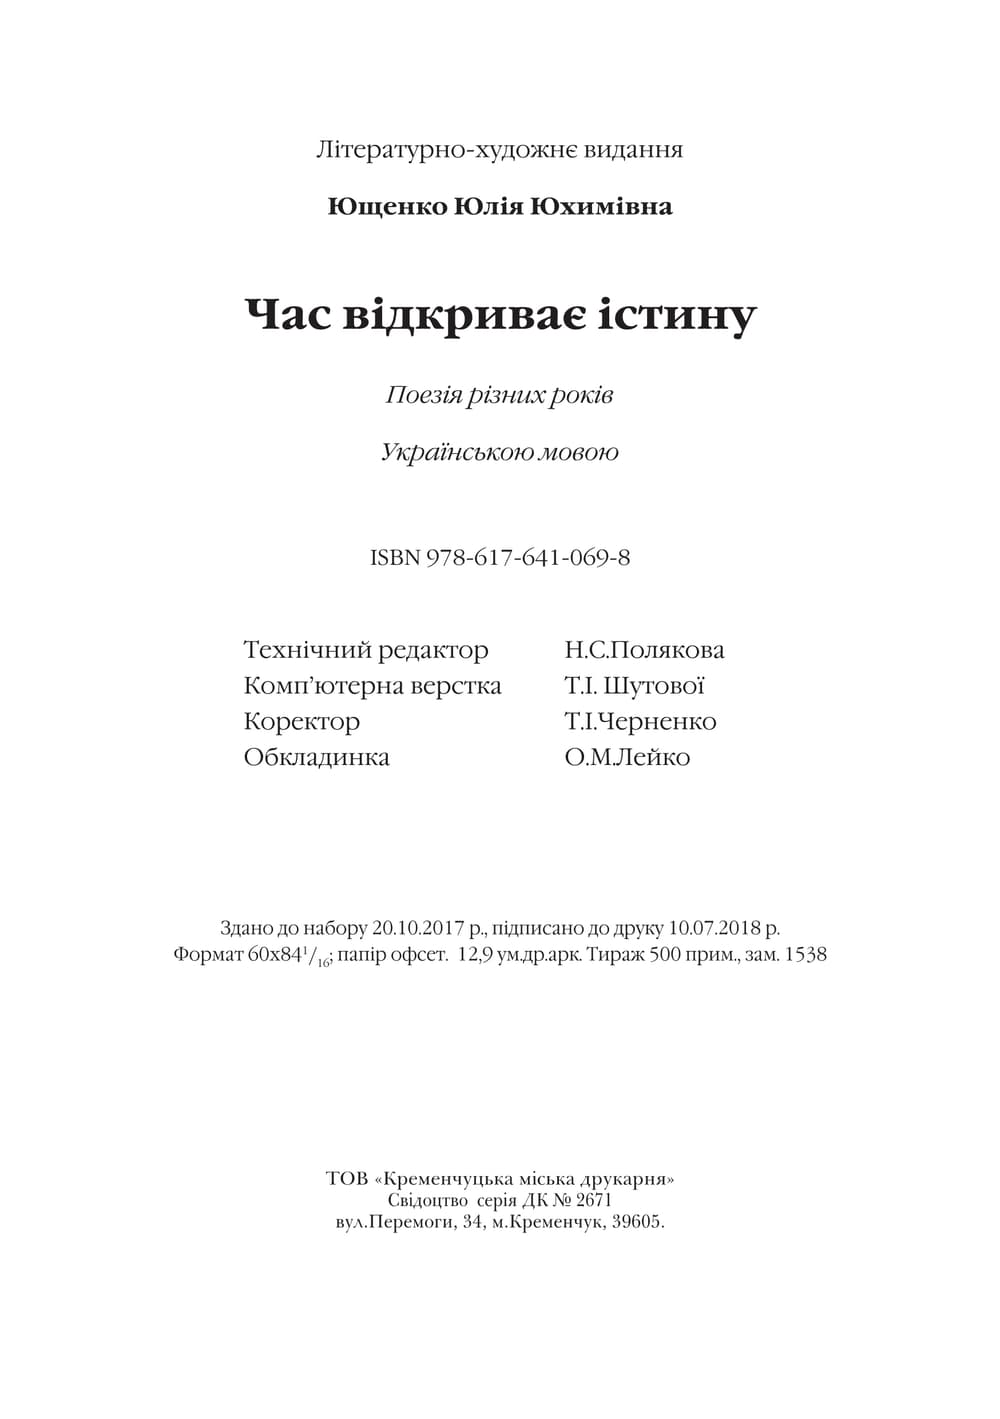 Літературно-художнє видання
Ющенко Юлія Юхимівна
Час відкриває істину
Поезія різних років
Українською мовою
ISBN 978-617-641-069-8
Технічний редактор Н.С.Полякова
Комп’ютерна верстка Т.І. Шутової
Коректор Т.І.Черненко
Обкладинка О.М.Лейко
Здано до набору 20.10.2017 р., підписано до друку 10.07.2018 р.
Формат 60х84¹/₁₆; папір офсет. 12,9 ум.др.арк. Тираж 500 прим., зам. 1538
ТОВ «Кременчуцька міська друкарня»
Свідоцтво серія ДК № 2671
вул.Перемоги, 34, м.Кременчук, 39605.